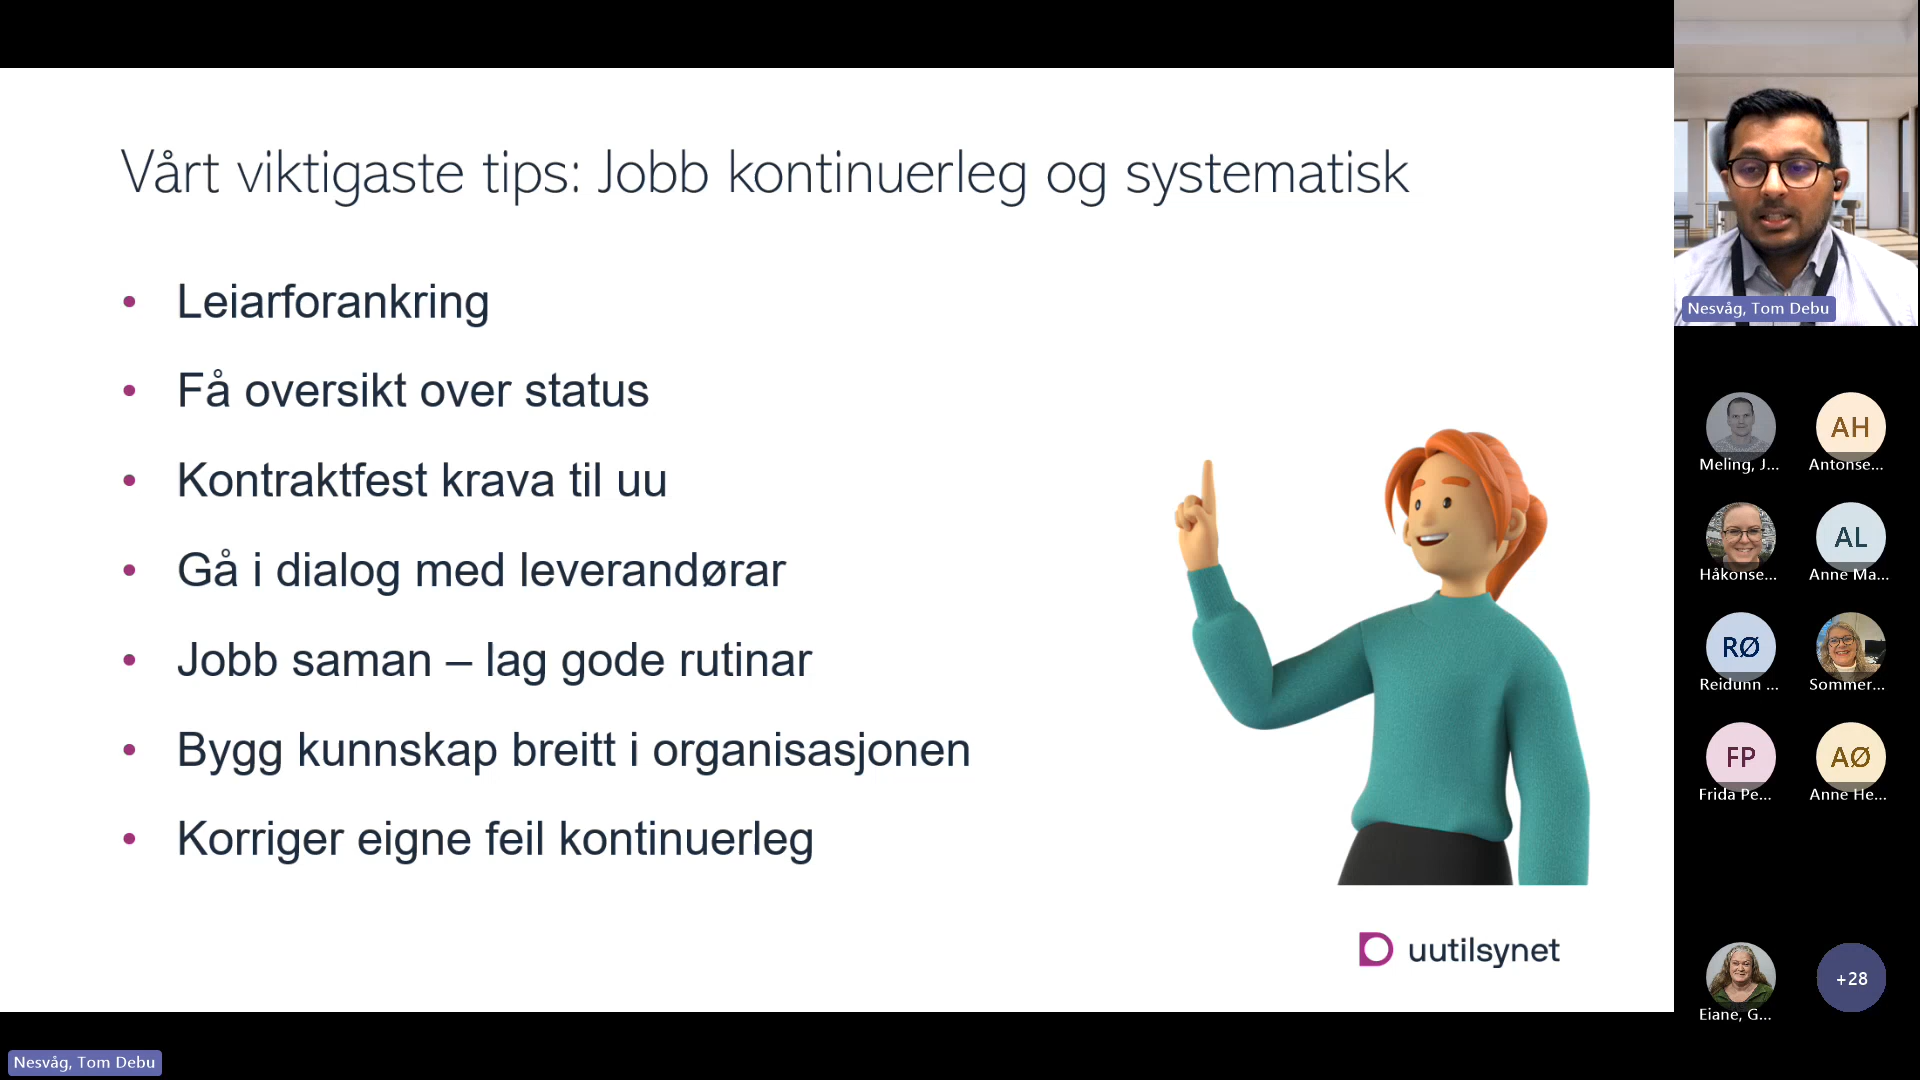 Vårt viktigaste tips: Jobb kontinuerleg og systematisk
• Leiarforankring
• Få oversikt over status
• Kontraktfest krava til uu
• Gå i dialog med leverandørar
• Jobb saman – lag gode rutinar
• Bygg kunnskap breitt i organisasjonen
• Korriger eigne feil kontinuerleg
uutilsynet
Nesvåg, Tom Debu
Nesvåg, Tom Debu
Meling, J...
AH
Antonse...
Håkonse...
AL
Anne Ma...
RØ
Reidunn ...
Sommer...
FP
Frida Pe...
AØ
Anne He...
Eiane, G...
+28